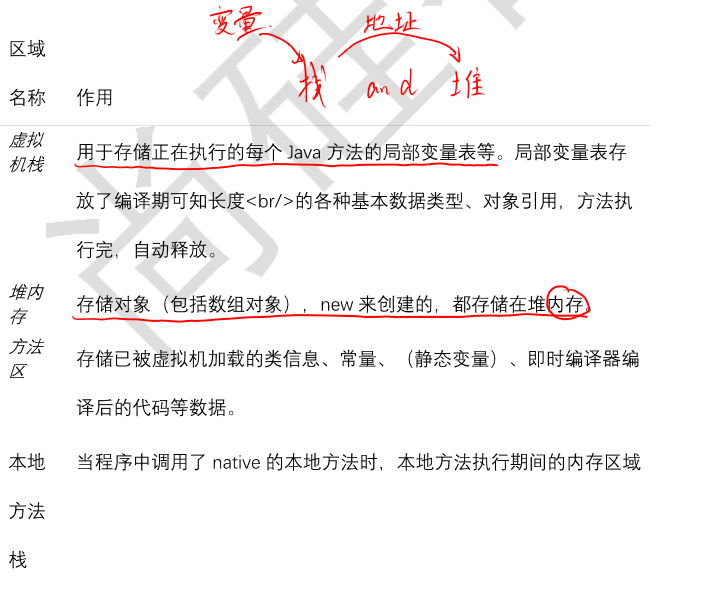 变量
地址
栈 and 堆
区域
名称 作用
虚拟 用于存储正在执行的每个 Java 方法的局部变量表等。局部变量表存
机栈
放了编译期可知长度<br/>的各种基本数据类型、对象引用，方法执
行完，自动释放。
堆内 存储对象（包括数组对象），new 来创建的，都存储在堆内存。
存
方法 存储已被虚拟机加载的类信息、常量、（静态变量）、即时编译器编
区
译后的代码等数据。
本地 当程序中调用了 native 的本地方法时，本地方法执行期间的内存区域
方法
栈
尚硅